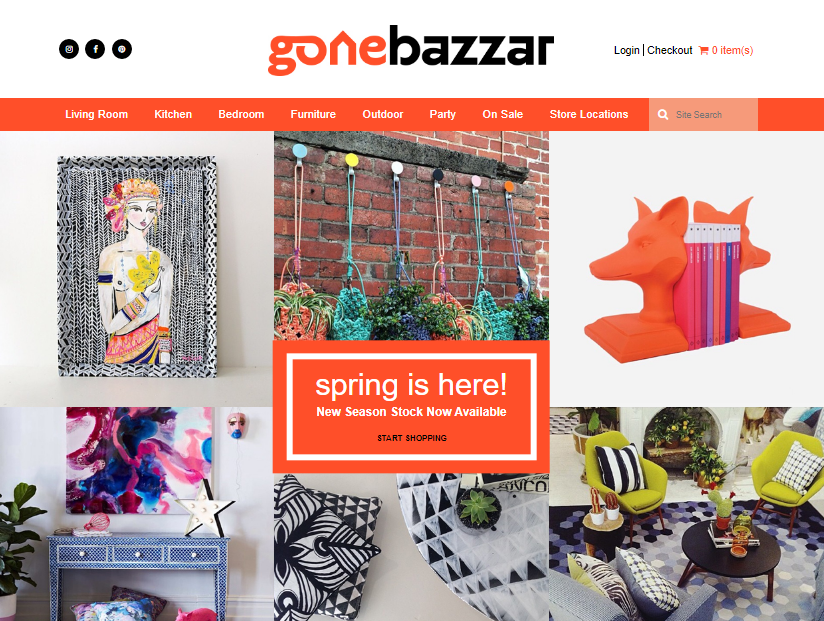 gonebazzar
Login | Checkout 0 item(s)
Living Room Kitchen Bedroom Furniture Outdoor Party On Sale Store Locations Site Search
spring is here!
New Season Stock Now Available
START SHOPPING